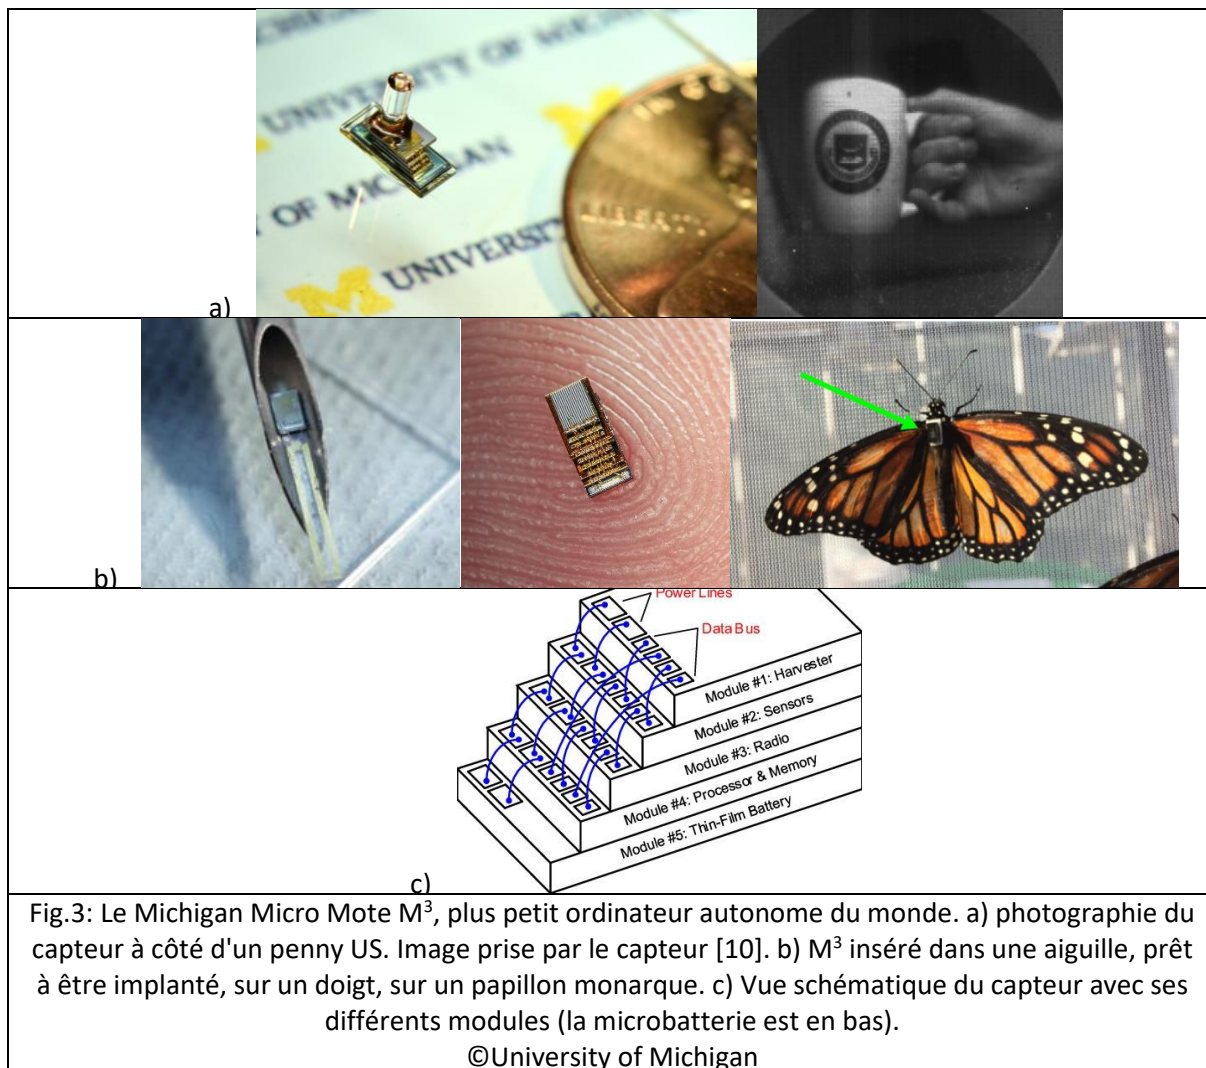 UNIVERSITY OF MICHIGAN
OF MICHIGAN
M UNIVERSITY
LIBERTY
a)
b)
Power Lines
Data Bus
Module #1: Harvester
Module #2: Sensors
Module #3: Radio
Module #4: Processor & Memory
Module #5: Thin-Film Battery
c)
Fig.3: Le Michigan Micro Mote M³, plus petit ordinateur autonome du monde. a) photographie du
capteur à côté d'un penny US. Image prise par le capteur [10]. b) M³ inséré dans une aiguille, prêt
à être implanté, sur un doigt, sur un papillon monarque. c) Vue schématique du capteur avec ses
différents modules (la microbatterie est en bas).
©University of Michigan